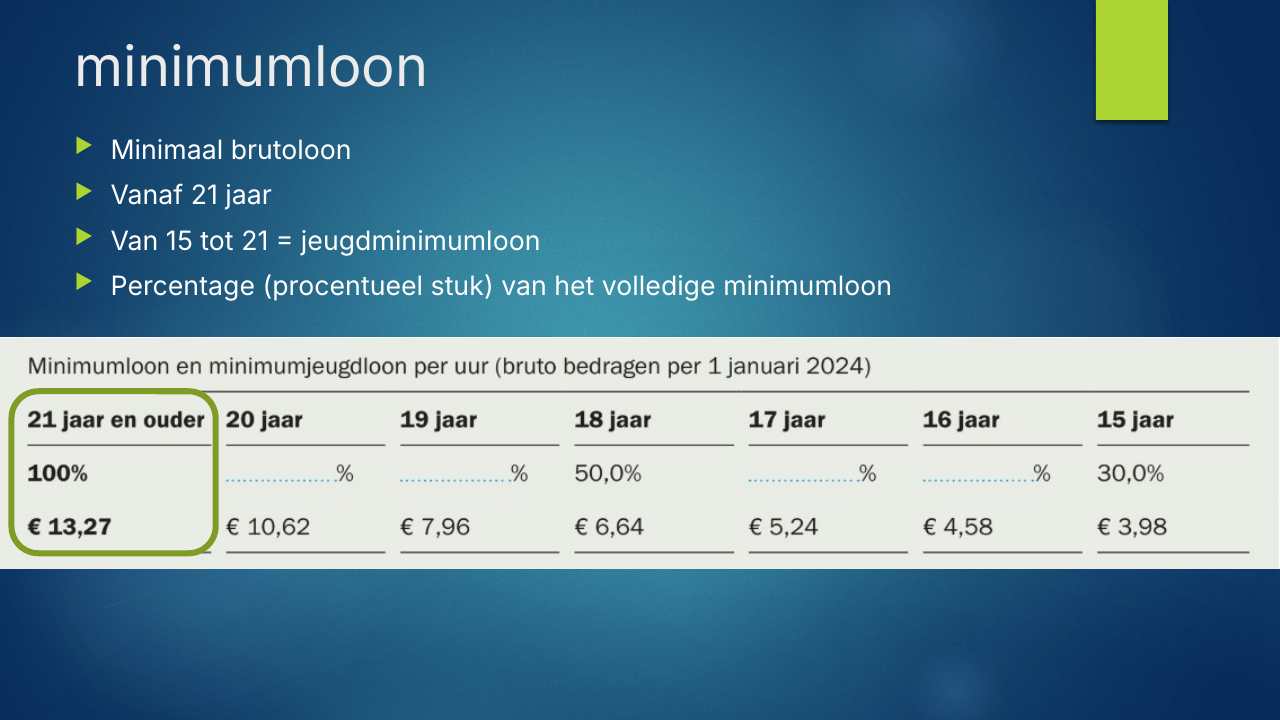 minimumloon
Minimaal brutoloon
Vanaf 21 jaar
Van 15 tot 21 = jeugdminimumloon
Percentage (procentueel stuk) van het volledige minimumloon
Minimumloon en minimumjeugdloon per uur (bruto bedragen per 1 januari 2024)
21 jaar en ouder 20 jaar 19 jaar 18 jaar 17 jaar 16 jaar 15 jaar
100% ....................% ....................% 50,0% ....................% ....................% 30,0%
€ 13,27 € 10,62 € 7,96 € 6,64 € 5,24 € 4,58 € 3,98